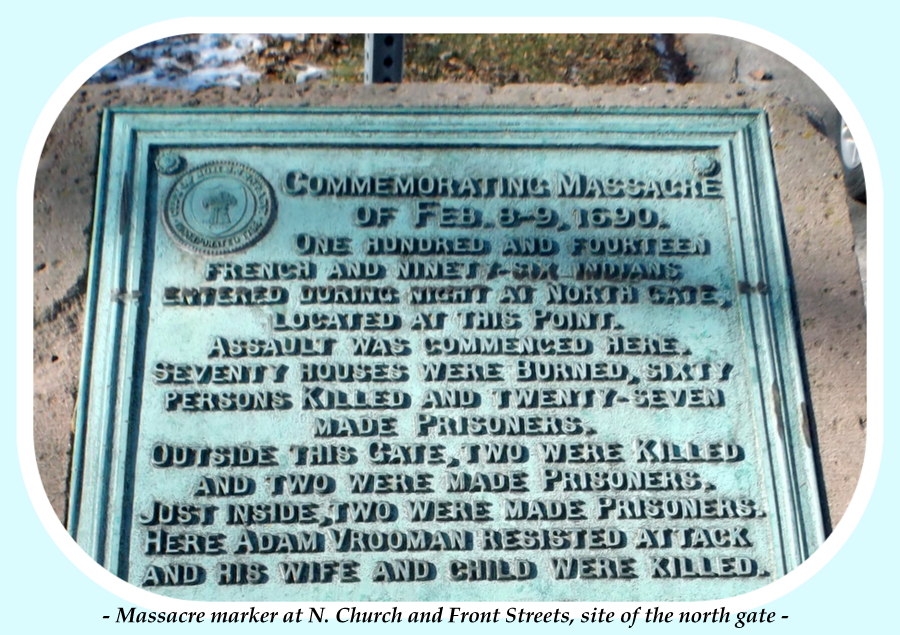 COMMEMORATING MASSACRE
OF FEB. 8-9, 1690.
ONE HUNDRED AND FOURTEEN
FRENCH AND NINETY-SIX INDIANS
ENTERED DURING NIGHT AT NORTH GATE,
LOCATED AT THIS POINT.
ASSAULT WAS COMMENCED HERE.
SEVENTY HOUSES WERE BURNED, SIXTY
PERSONS KILLED AND TWENTY-SEVEN
MADE PRISONERS.
OUTSIDE THIS GATE, TWO WERE KILLED
AND TWO WERE MADE PRISONERS.
JUST INSIDE, TWO WERE MADE PRISONERS.
HERE ADAM VROOMAN RESISTED ATTACK
AND HIS WIFE AND CHILD WERE KILLED.
- Massacre marker at N. Church and Front Streets, site of the north gate -